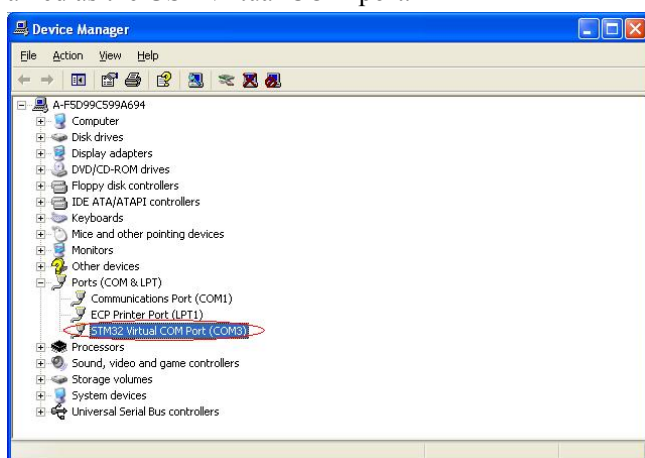 Device Manager
File Action View Help
A-F5D99C599A694
Computer
Disk drives
Display adapters
DVD/CD-ROM drives
Floppy disk controllers
IDE ATA/ATAPI controllers
Keyboards
Mice and other pointing devices
Monitors
Other devices
Ports (COM & LPT)
Communications Port (COM1)
ECP Printer Port (LPT1)
STM32 Virtual COM Port (COM3)
Processors
Sound, video and game controllers
Storage volumes
System devices
Universal Serial Bus controllers